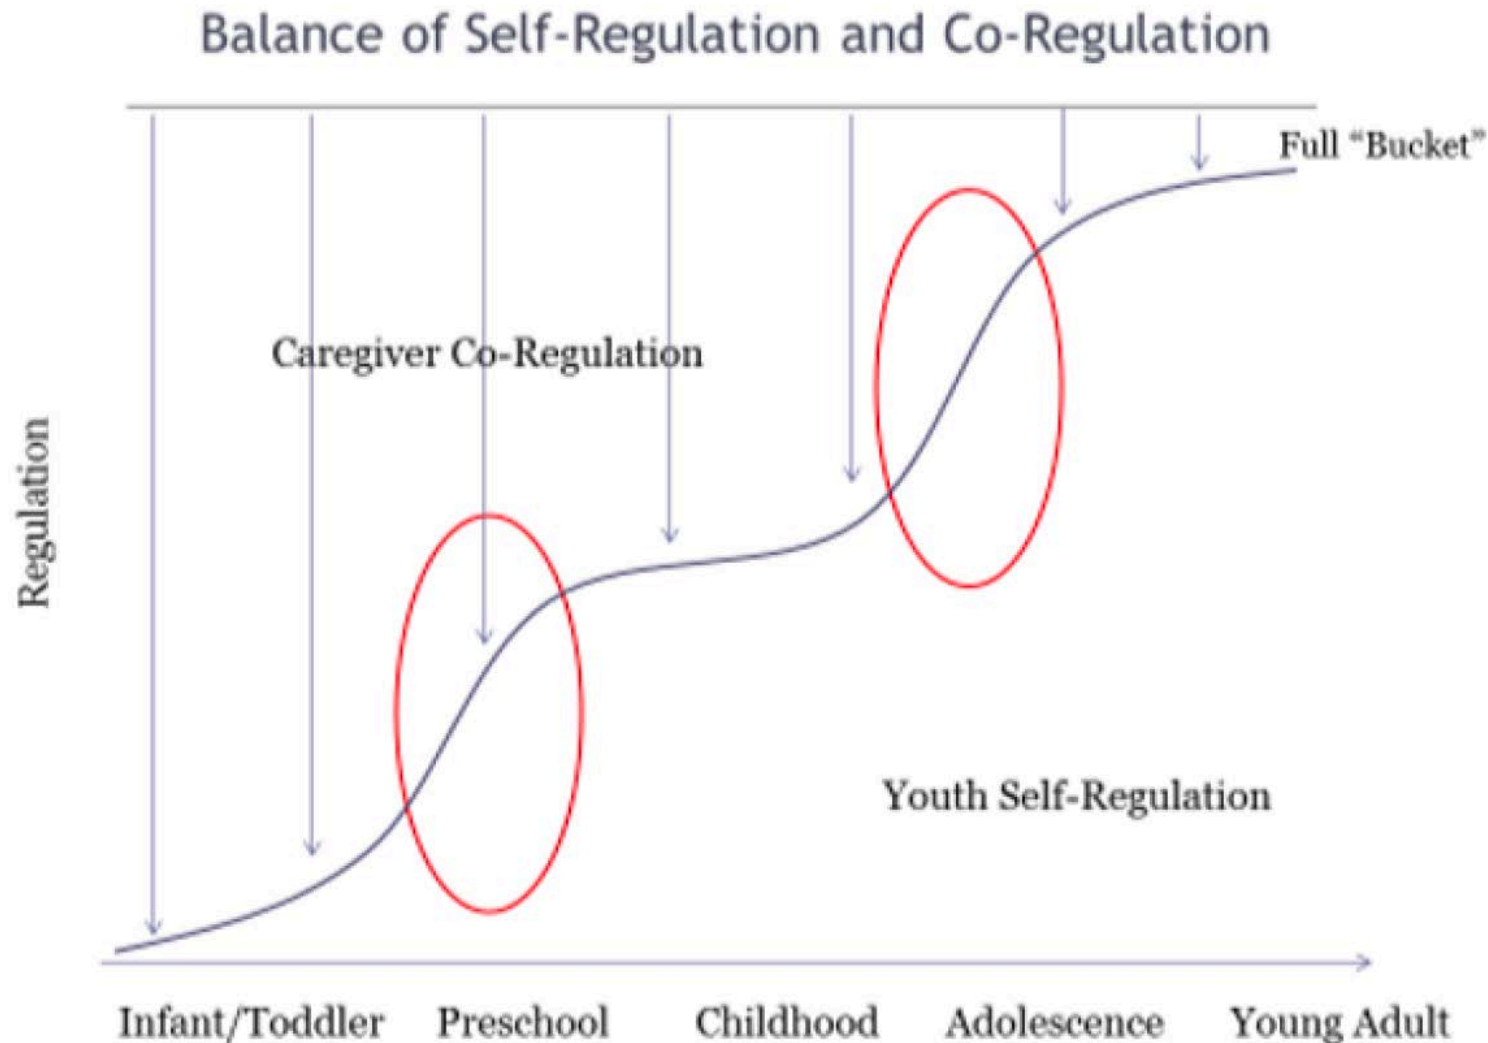 Balance of Self-Regulation and Co-Regulation
Full “Bucket”
Caregiver Co-Regulation
Regulation
Youth Self-Regulation
Infant/Toddler Preschool Childhood Adolescence Young Adult